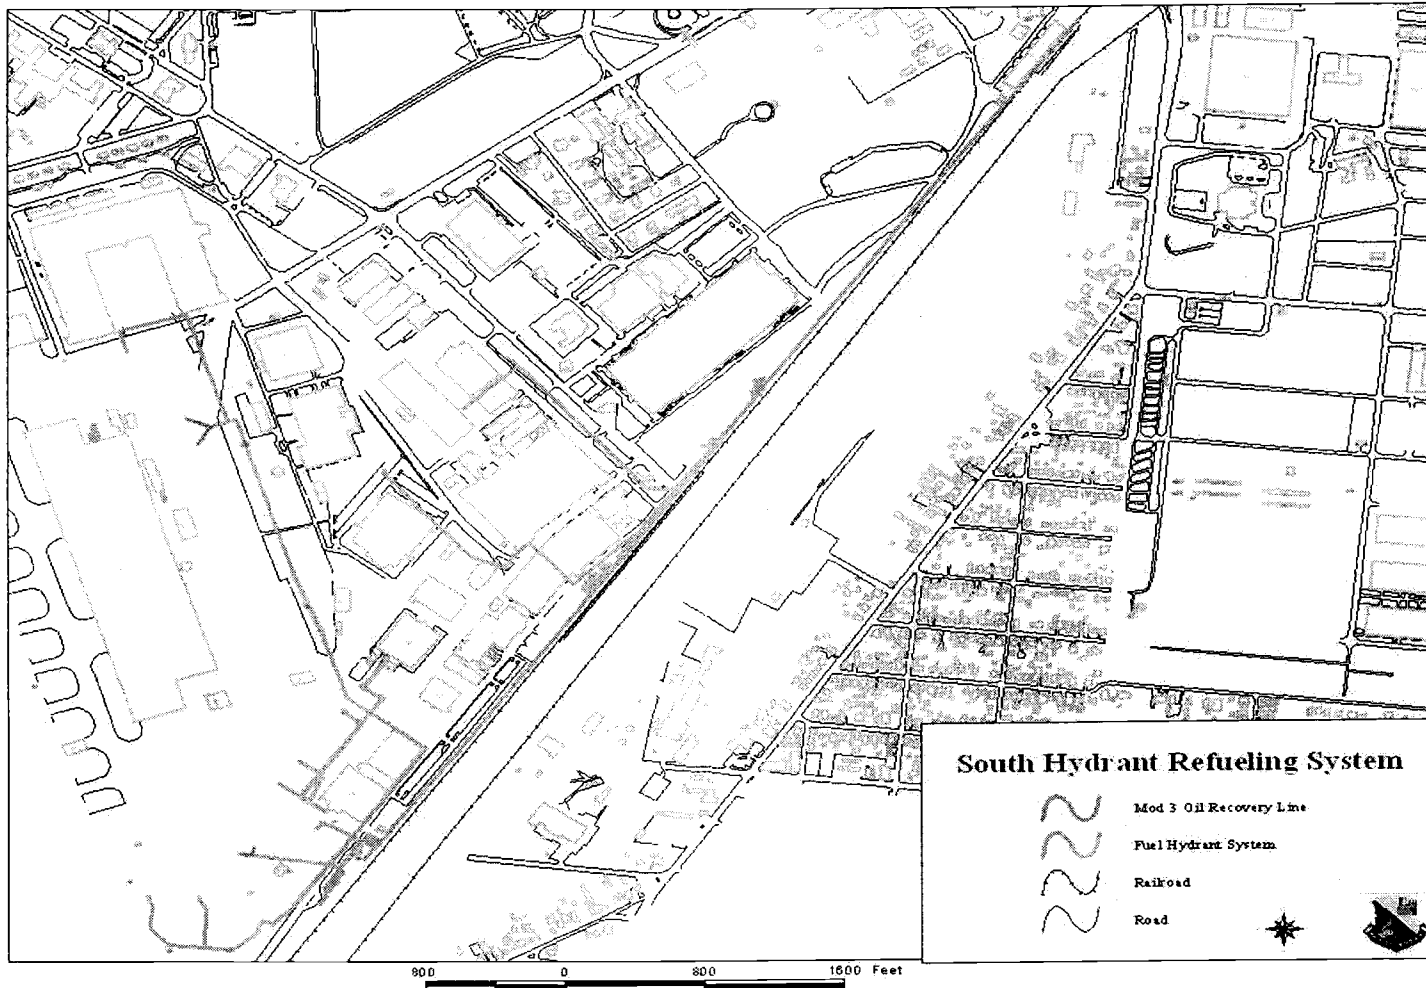 South Hydrant Refueling System
Mod 3 Oil Recovery Line
Fuel Hydrant System
Railroad
Road
800 0 800 1600 Feet